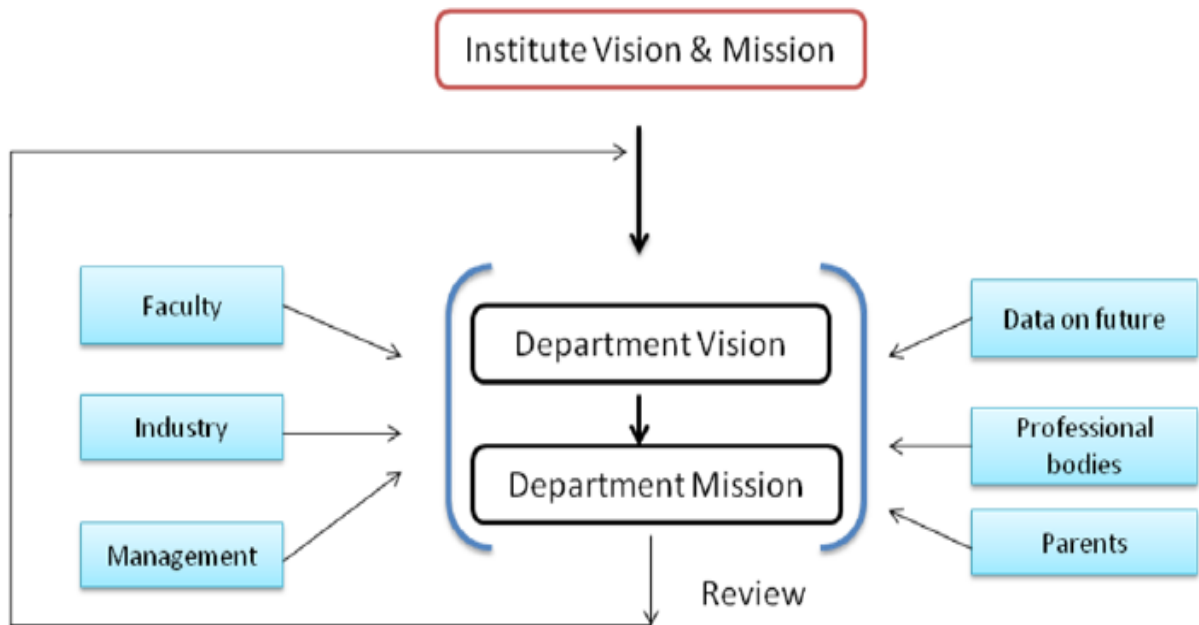 Institute Vision & Mission
Faculty
Data on future
Department Vision
Industry
Professional
bodies
Department Mission
Management
Parents
Review